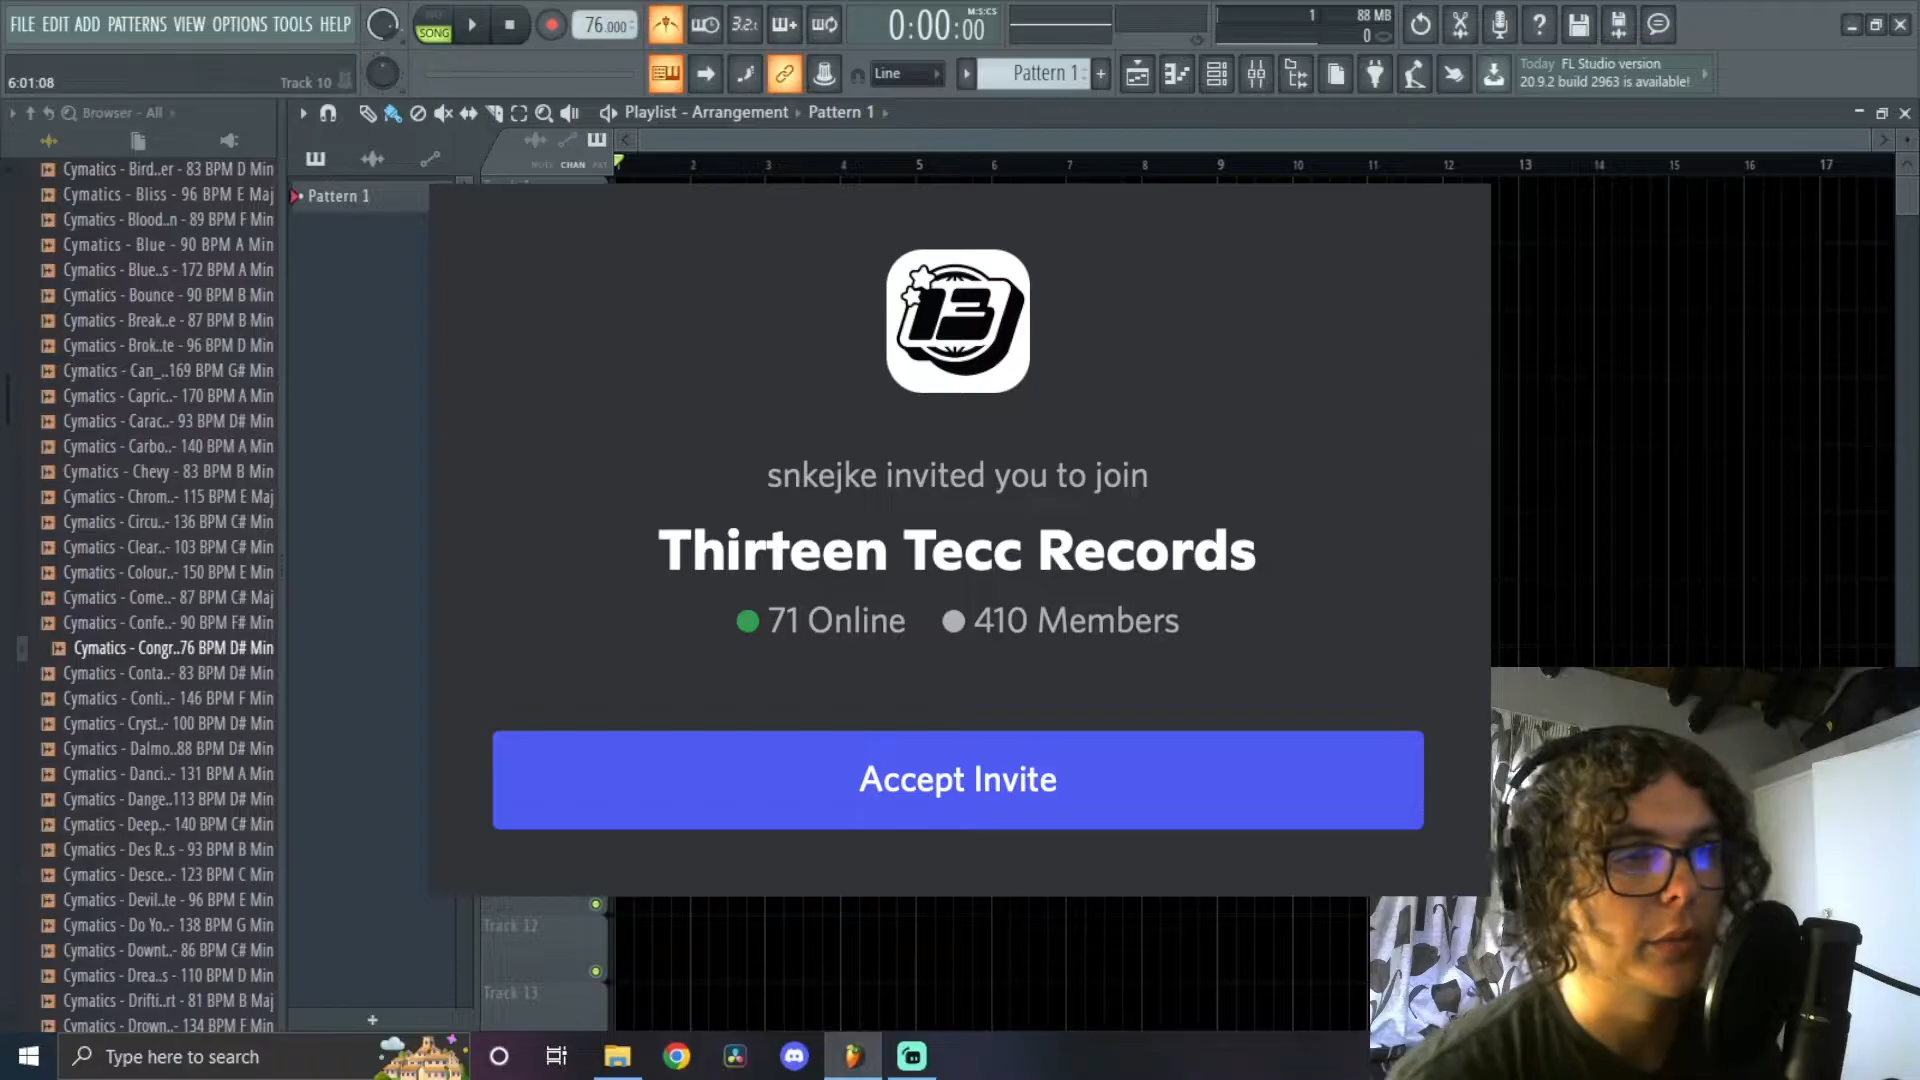 FILE EDIT ADD PATTERNS VIEW OPTIONS TOOLS HELP
SONG
76.000
3.2.
0:00:00
M:S:CS
1
88 MB
0
6:01:08
Track 10
Line
Pattern 1
Today FL Studio version
20.9.2 build 2963 is available!
Browser - All
Playlist - Arrangement
Pattern 1
NOTE CHAN PAT
2 3 4 5 6 7 8 9 10 11 12 13 14 15 16 17
Pattern 1
Cymatics - Bird..er - 83 BPM D Min
Cymatics - Bliss - 96 BPM E Maj
Cymatics - Blood..n - 89 BPM F Min
Cymatics - Blue - 90 BPM A Min
Cymatics - Blue..s - 172 BPM A Min
Cymatics - Bounce - 90 BPM B Min
Cymatics - Break..e - 87 BPM B Min
Cymatics - Brok..te - 96 BPM D Min
Cymatics - Can_..169 BPM G# Min
Cymatics - Capric..- 170 BPM A Min
Cymatics - Carac..- 93 BPM D# Min
Cymatics - Carbo..- 140 BPM A Min
Cymatics - Chevy - 83 BPM B Min
Cymatics - Chrom..- 115 BPM E Maj
Cymatics - Circu..- 136 BPM C# Min
Cymatics - Clear..- 103 BPM C# Min
Cymatics - Colour..- 150 BPM E Min
Cymatics - Come..- 87 BPM C# Maj
Cymatics - Confe..- 90 BPM F# Min
Cymatics - Congr..76 BPM D# Min
Cymatics - Conta..- 83 BPM D# Min
Cymatics - Conti..- 146 BPM F Min
Cymatics - Cryst..- 100 BPM D# Min
Cymatics - Dalmo..88 BPM D# Min
Cymatics - Danci..- 131 BPM A Min
Cymatics - Dange..113 BPM D# Min
Cymatics - Deep..- 140 BPM C# Min
Cymatics - Des R..s - 93 BPM B Min
Cymatics - Desce..- 123 BPM C Min
Cymatics - Devil..te - 96 BPM E Min
Cymatics - Do Yo..- 138 BPM G Min
Cymatics - Downt..- 86 BPM C# Min
Cymatics - Drea..s - 110 BPM D Min
Cymatics - Drifti..rt - 81 BPM B Maj
Cymatics - Drown..- 134 BPM F Min
13
snkejke invited you to join
Thirteen Tecc Records
71 Online 410 Members
Accept Invite
Track 12
Track 13
Type here to search